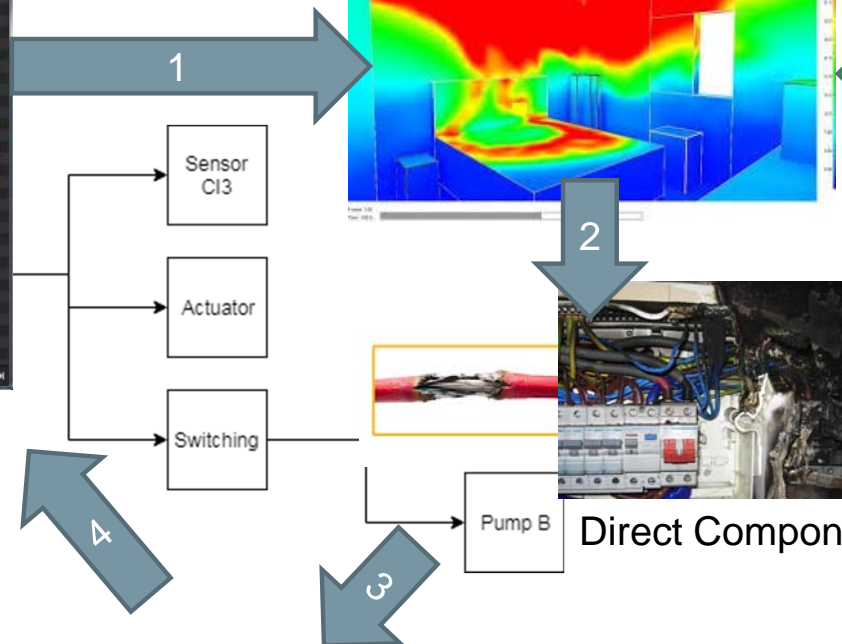 1
Sensor
CI3
2
Actuator
Switching
Pump B
Direct Compon
3
4